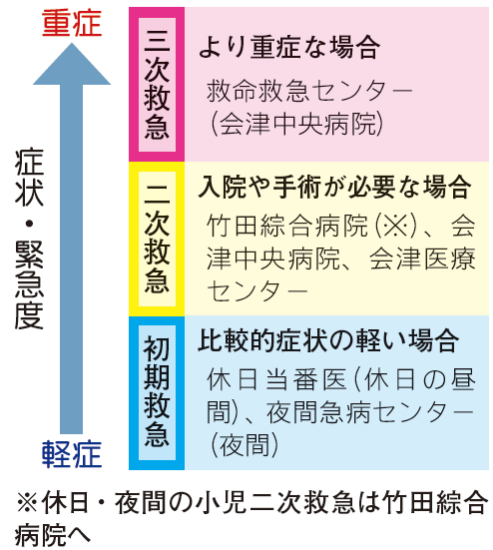 重症
症状・緊急度
軽症
三次救急
より重症な場合
救命救急センター
(会津中央病院)
二次救急
入院や手術が必要な場合
竹田綜合病院(※)、会
津中央病院、会津医療
センター
初期救急
比較的症状の軽い場合
休日当番医(休日の昼
間)、夜間急病センター
(夜間)
※休日・夜間の小児二次救急は竹田綜合
病院へ